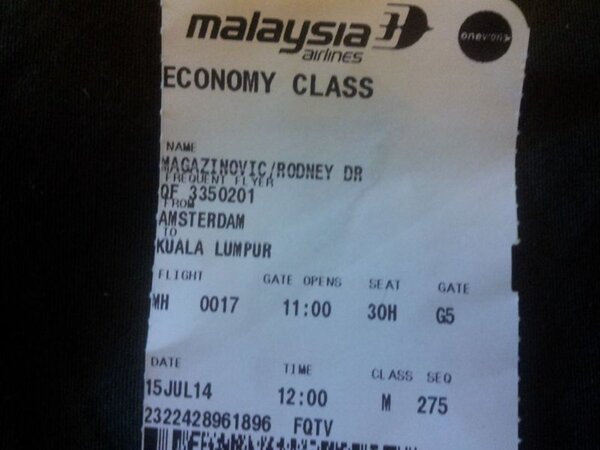 malaysia
airlines
oneworld
ECONOMY CLASS
NAME
MAGAZINOVIC/RODNEY DR
FREQUENT FLYER
QF 3350201
FROM
AMSTERDAM
TO
KUALA LUMPUR
FLIGHT GATE OPENS SEAT GATE
MH 0017 11:00 30H G5
DATE TIME CLASS SEQ
15JUL14 12:00 M 275
2322428961896 FQTV